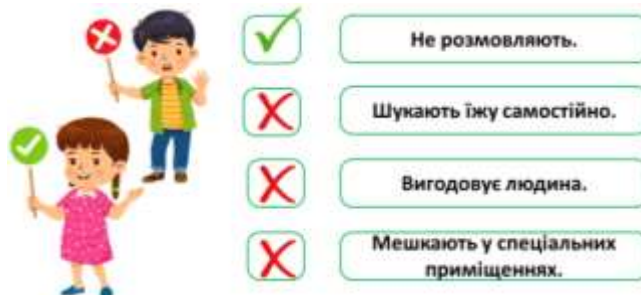 Не розмовляють.
Шукають їжу самостійно.
Вигодовує людина.
Мешкають у спеціальних
приміщеннях.